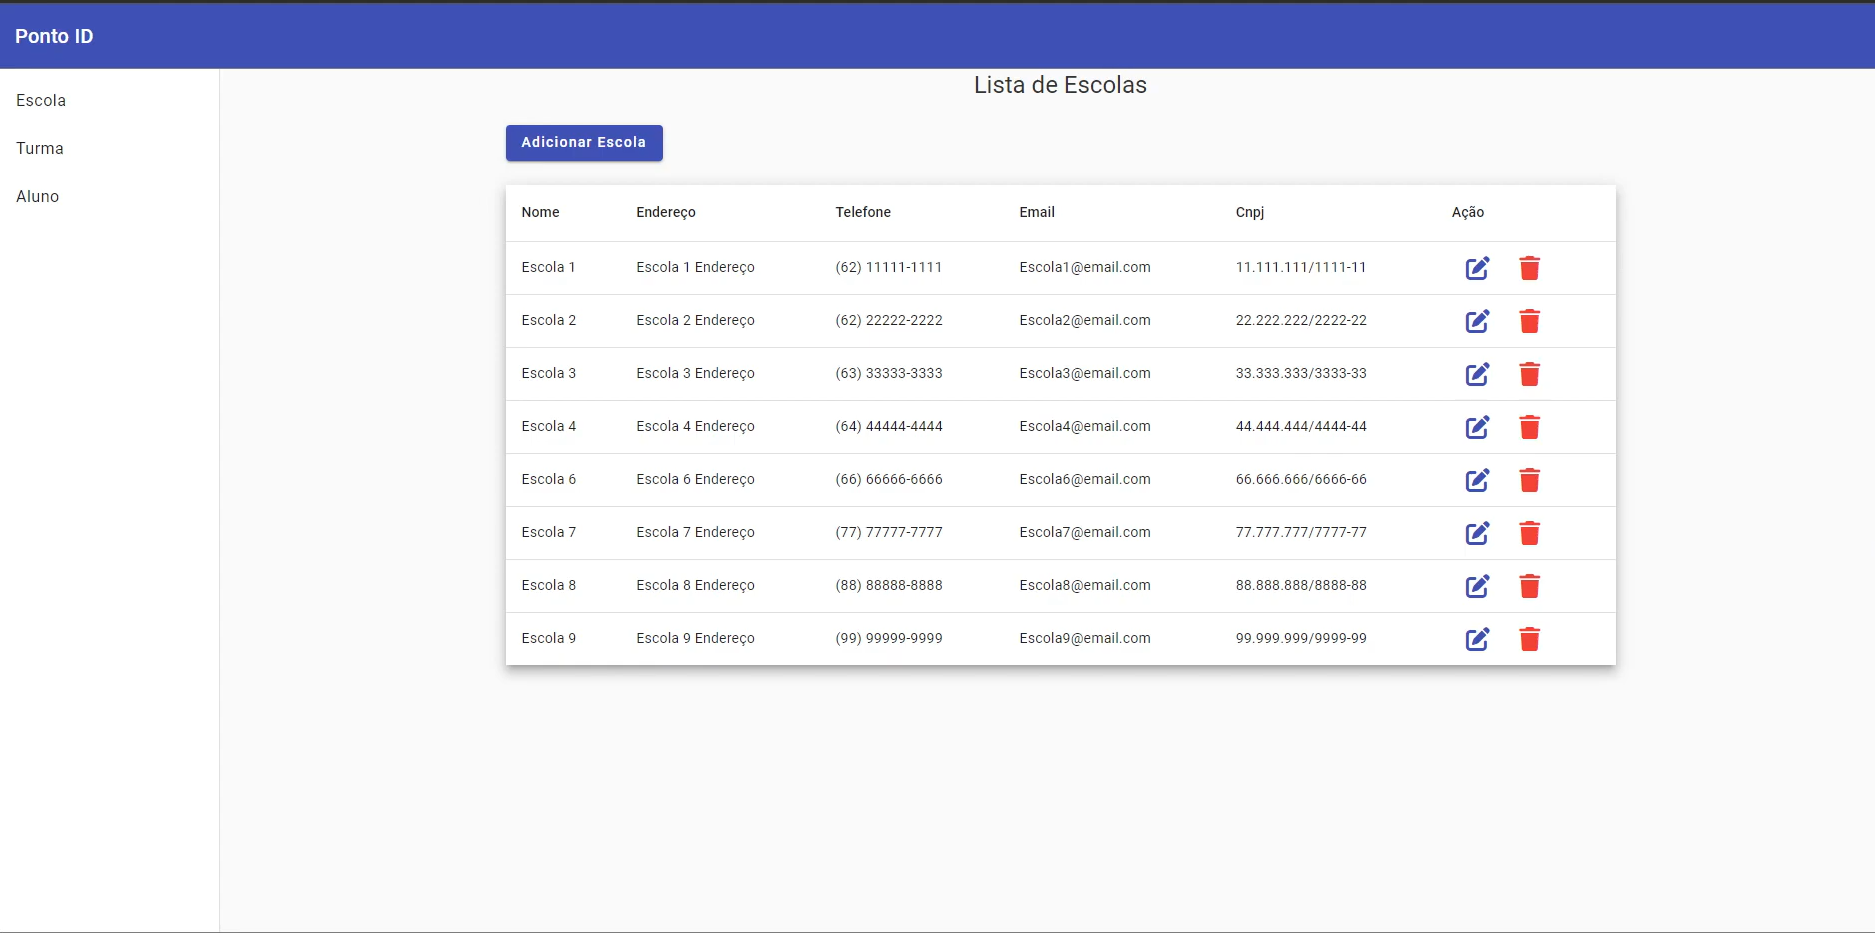 Ponto ID
Escola
Turma
Aluno
Lista de Escolas
Adicionar Escola
Nome Endereço Telefone Email Cnpj Ação
Escola 1 Escola 1 Endereço (62) 11111-1111 Escola1@email.com 11.111.111/1111-11
Escola 2 Escola 2 Endereço (62) 22222-2222 Escola2@email.com 22.222.222/2222-22
Escola 3 Escola 3 Endereço (63) 33333-3333 Escola3@email.com 33.333.333/3333-33
Escola 4 Escola 4 Endereço (64) 44444-4444 Escola4@email.com 44.444.444/4444-44
Escola 6 Escola 6 Endereço (66) 66666-6666 Escola6@email.com 66.666.666/6666-66
Escola 7 Escola 7 Endereço (77) 77777-7777 Escola7@email.com 77.777.777/7777-77
Escola 8 Escola 8 Endereço (88) 88888-8888 Escola8@email.com 88.888.888/8888-88
Escola 9 Escola 9 Endereço (99) 99999-9999 Escola9@email.com 99.999.999/9999-99